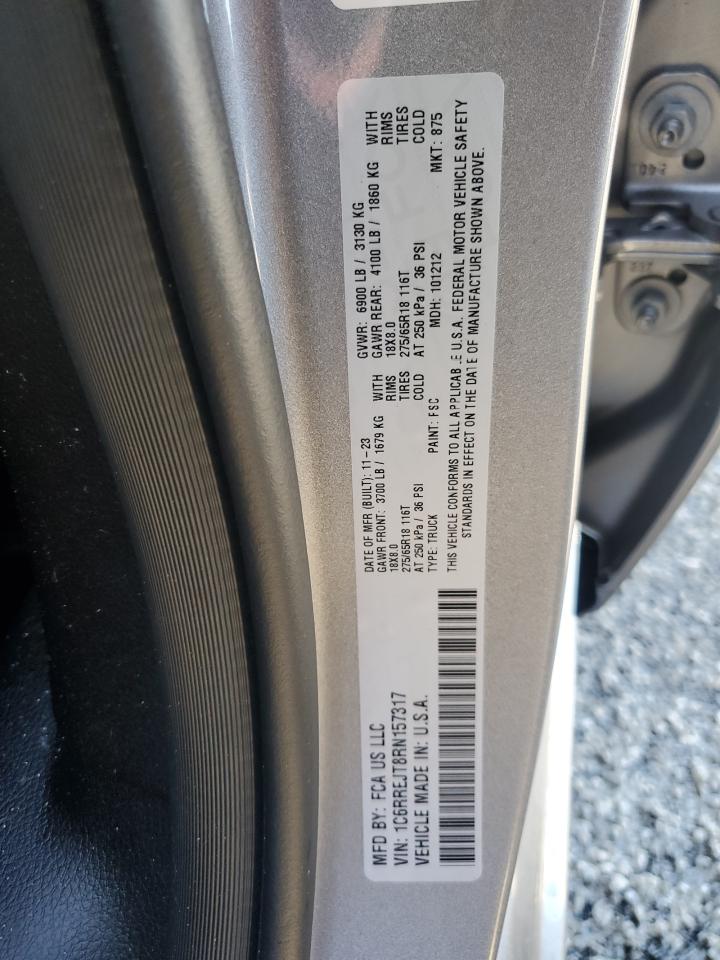 MFD BY: FCA US LLC
VIN: 1C6RREJT8RN157317
VEHICLE MADE IN: U.S.A.
DATE OF MFR (BUILT): 11-23
GAWR FRONT: 3700 LB / 1679 KG WITH
18X8.0 RIMS
275/65R18 116T TIRES
AT 250 kPa / 36 PSI COLD
TYPE: TRUCK PAINT: FSC
GVWR: 6900 LB / 3130 KG
GAWR REAR: 4100 LB / 1860 KG WITH
18X8.0 RIMS
275/65R18 116T TIRES
AT 250 kPa / 36 PSI COLD
MDH: 101212 MKT: 875
THIS VEHICLE CONFORMS TO ALL APPLICAB.E U.S.A. FEDERAL MOTOR VEHICLE SAFETY
STANDARDS IN EFFECT ON THE DATE OF MANUFACTURE SHOWN ABOVE.